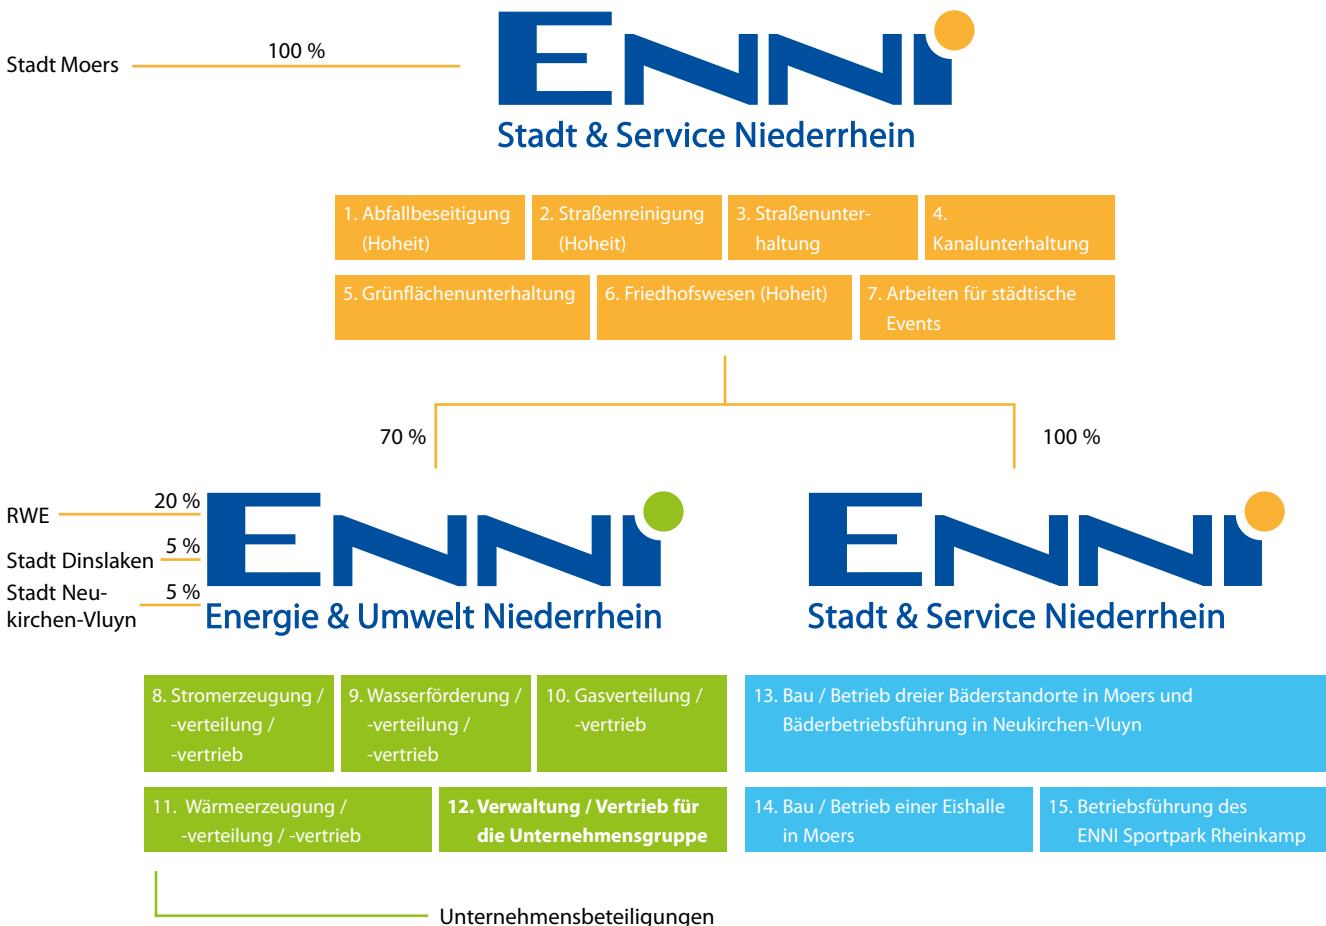 ENNI
Stadt Moers
100 %
Stadt & Service Niederrhein
1. Abfallbeseitigung
(Hoheit)
2. Straßenreinigung
(Hoheit)
3. Straßenunter-
haltung
4.
Kanalunterhaltung
5. Grünflächenunterhaltung
6. Friedhofswesen (Hoheit)
7. Arbeiten für städtische
Events
70 %
100 %
RWE
20 %
Stadt Dinslaken
5 %
Stadt Neu-
kirchen-Vluyn
5 %
ENNI
Energie & Umwelt Niederrhein
ENNI
Stadt & Service Niederrhein
8. Stromerzeugung /
-verteilung /
-vertrieb
9. Wasserförderung /
-verteilung /
-vertrieb
10. Gasverteilung /
-vertrieb
11. Wärmeerzeugung /
-verteilung / -vertrieb
12. Verwaltung / Vertrieb für
die Unternehmensgruppe
13. Bau / Betrieb dreier Bäderstandorte in Moers und
Bäderbetriebsführung in Neukirchen-Vluyn
14. Bau / Betrieb einer Eishalle
in Moers
15. Betriebsführung des
ENNI Sportpark Rheinkamp
Unternehmensbeteiligungen